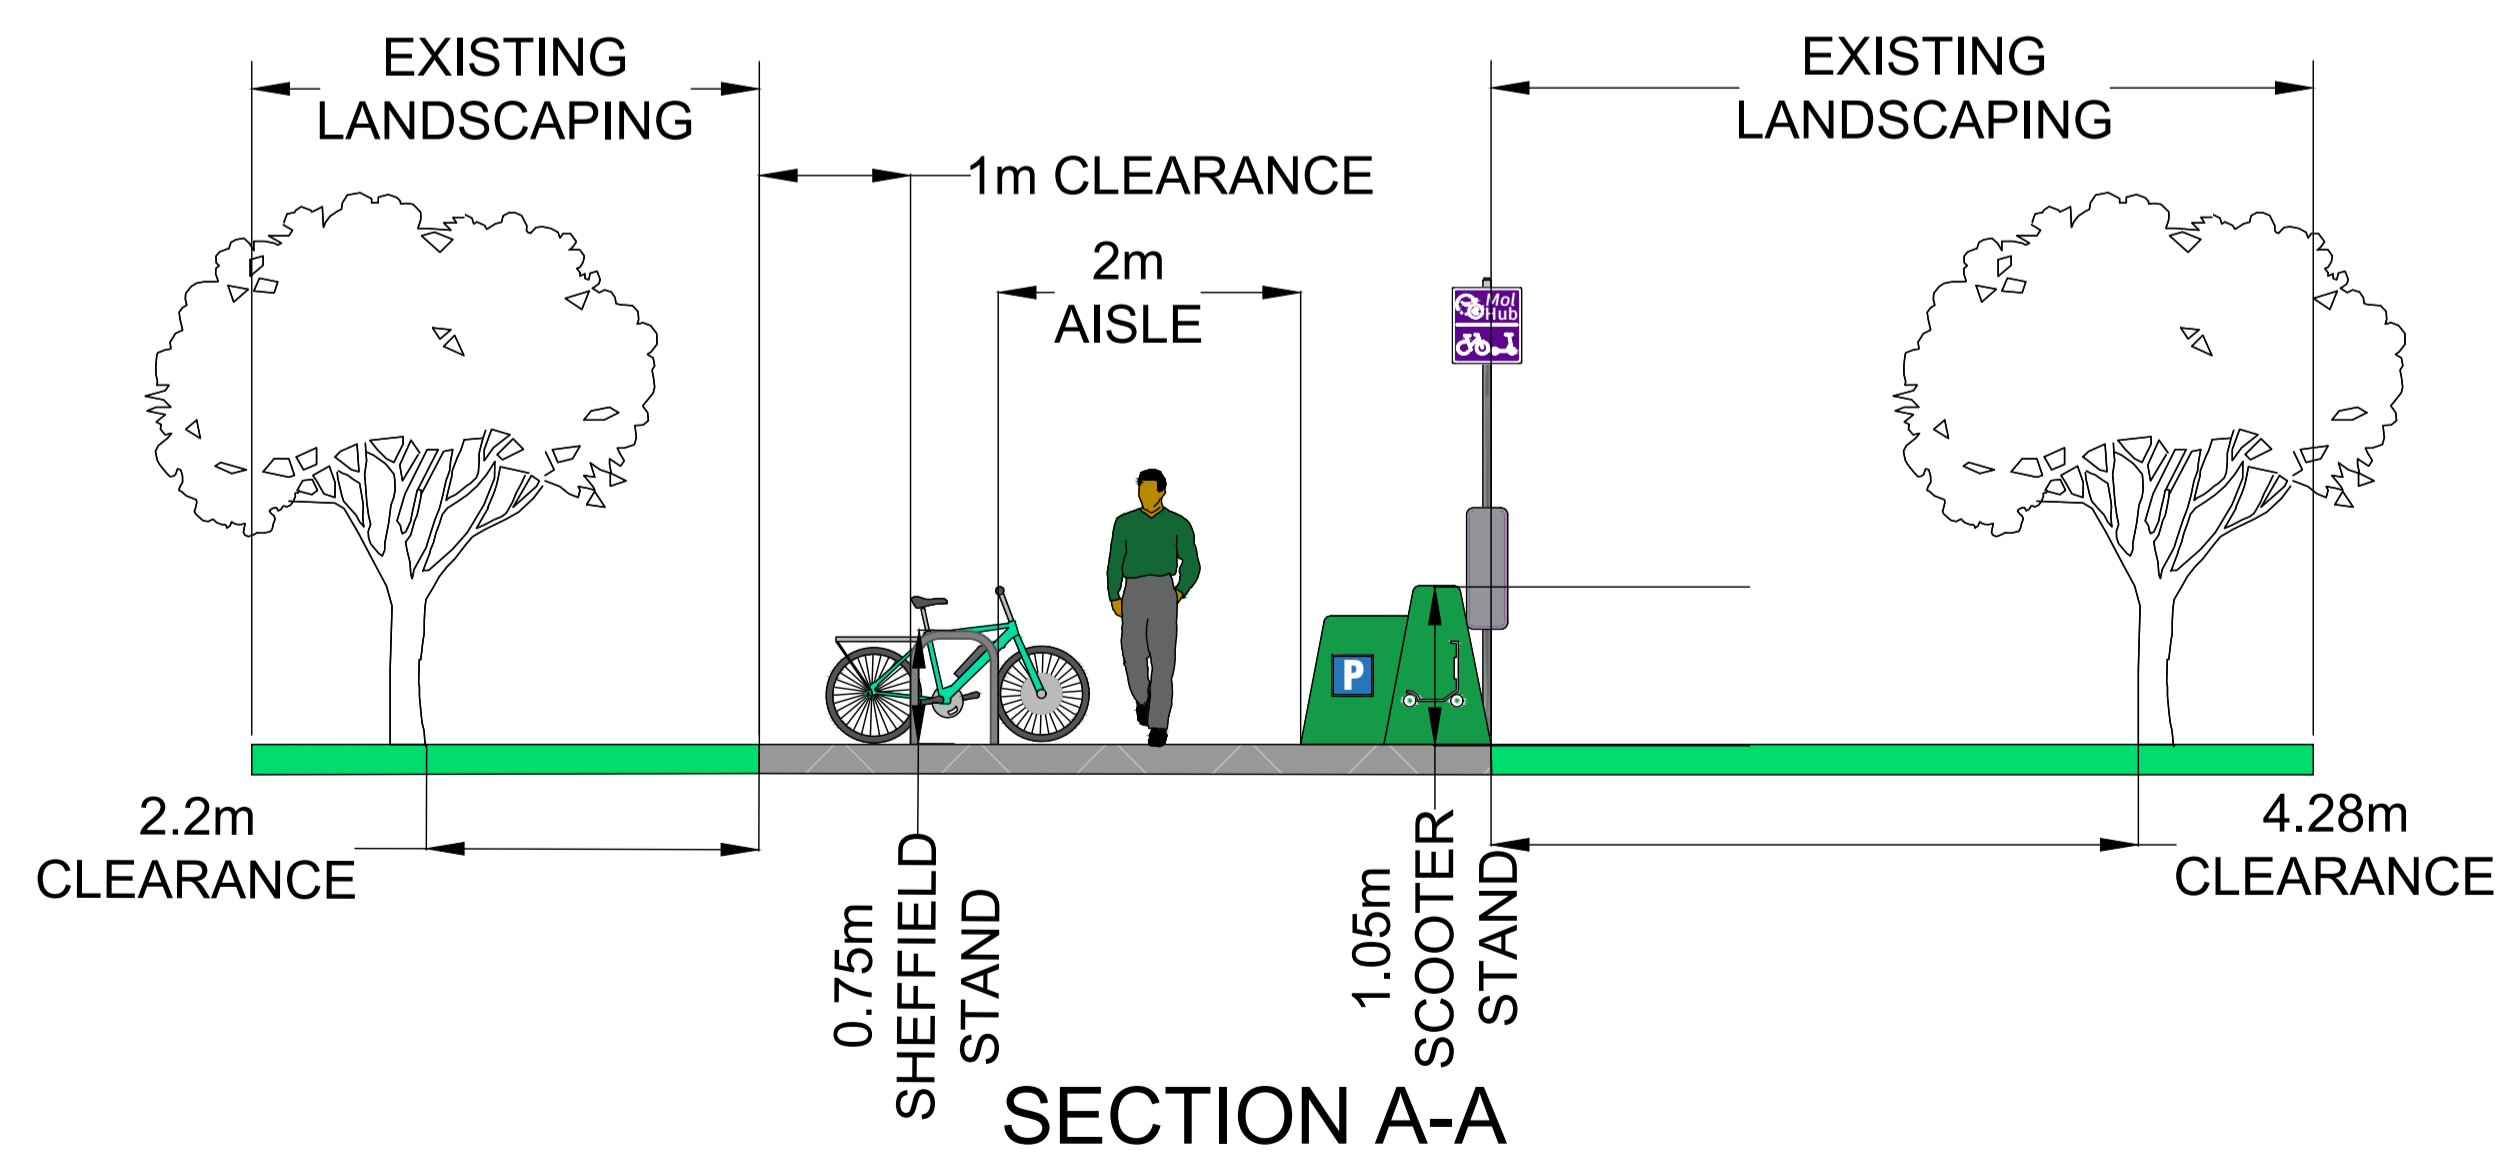 EXISTING
LANDSCAPING
EXISTING
LANDSCAPING
1m CLEARANCE
2m
AISLE
Mol
Hub
P
2.2m
CLEARANCE
4.28m
CLEARANCE
0.75m
SHEFFIELD
STAND
1.05m
SCOOTER
STAND
SECTION A-A